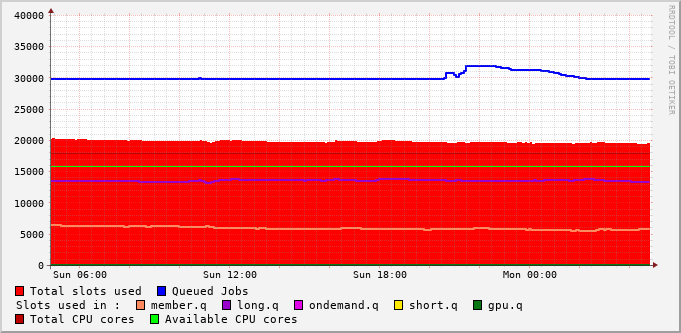 40000
35000
30000
25000
20000
15000
10000
5000
0
Sun 06:00 Sun 12:00 Sun 18:00 Mon 00:00
Total slots used Queued Jobs
Slots used in : member.q long.q ondemand.q short.q gpu.q
Total CPU cores Available CPU cores
RRDTOOL / TOBI OETIKER